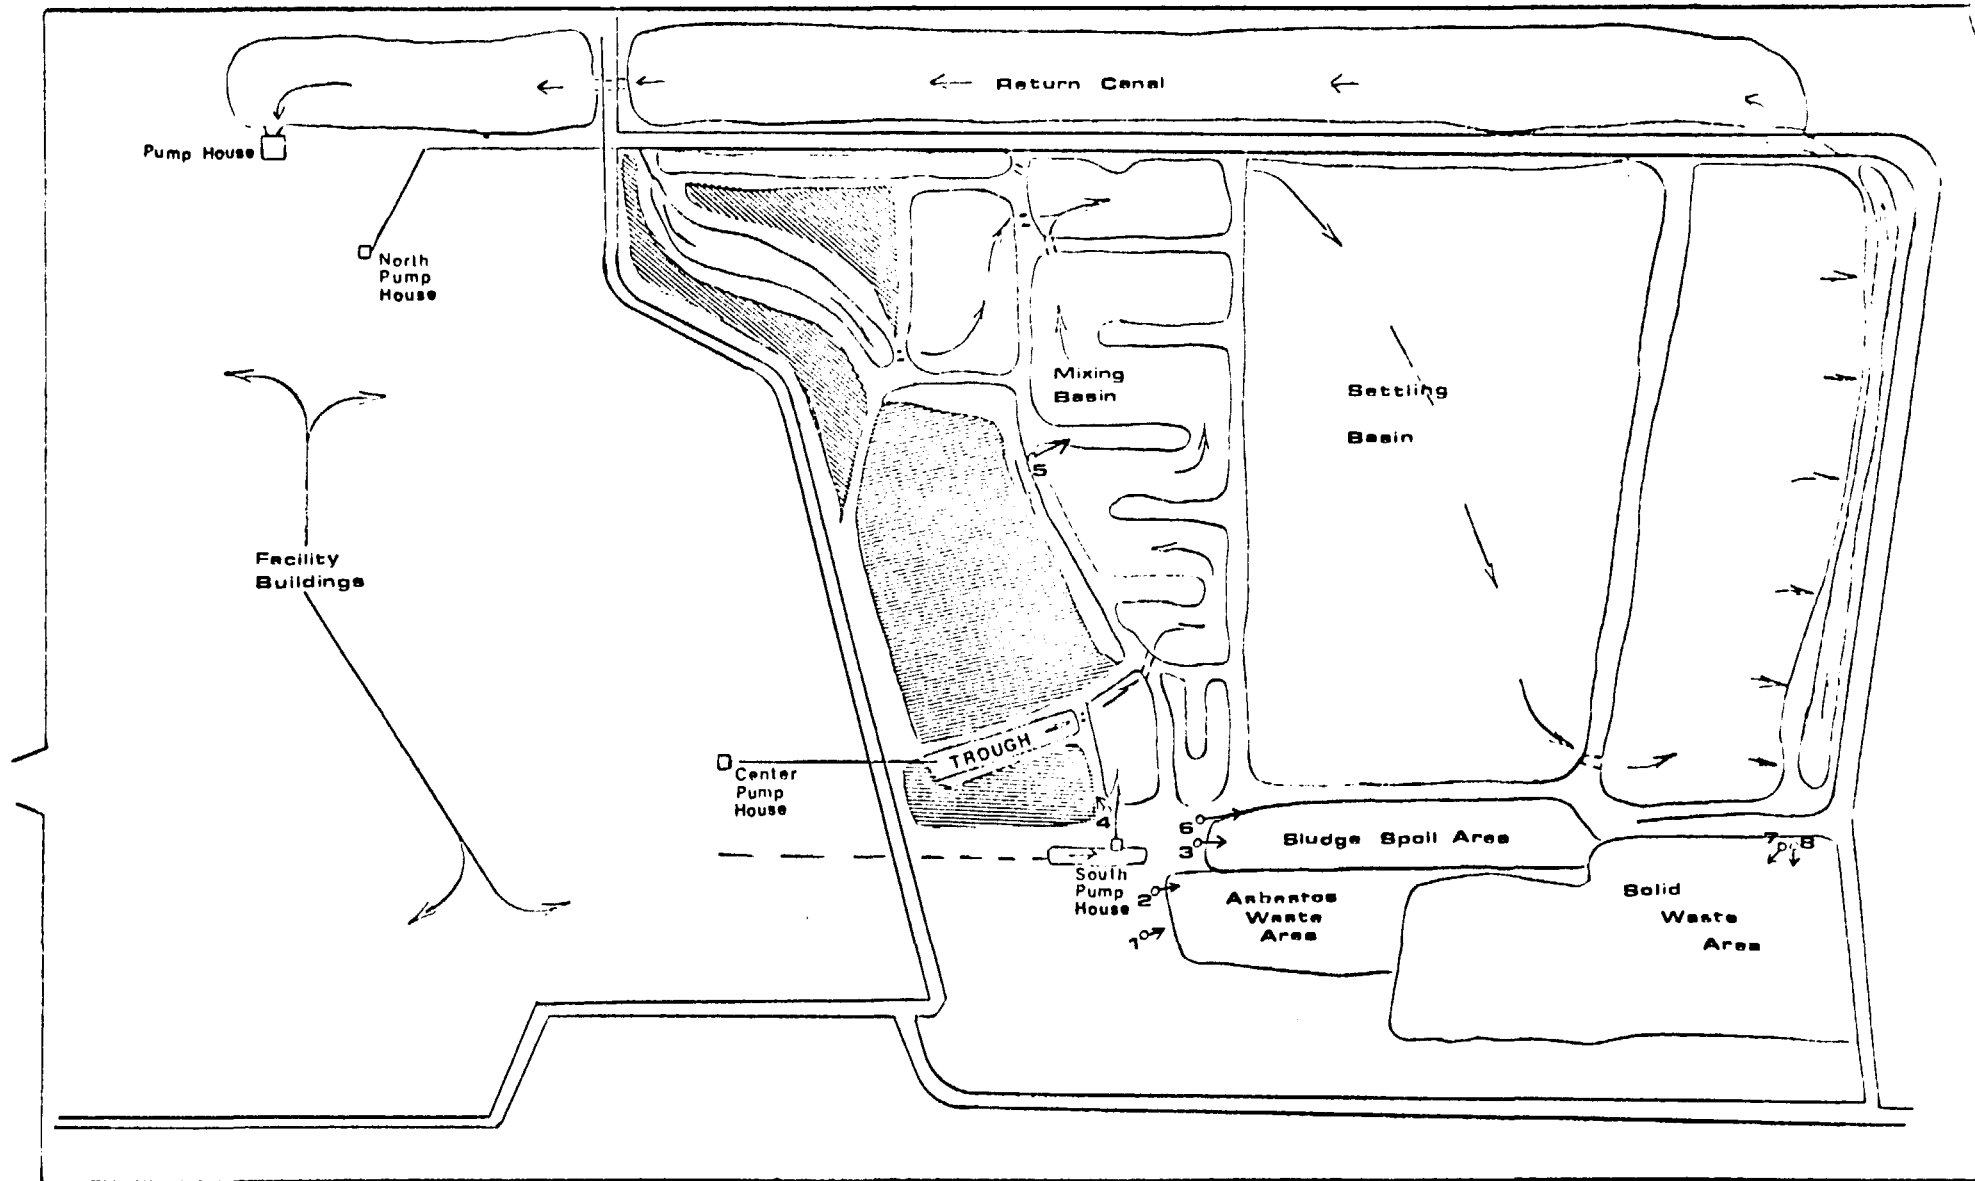 Return Canal
Pump House
North
Pump
House
Mixing
Basin
Settling
Basin
5
Facility
Buildings
TROUGH
Center
Pump
House
4
6
3
Sludge Spoil Area
7
8
South
Pump
House
2
Asbestos
Waste
Area
Solid
Waste
Area
1